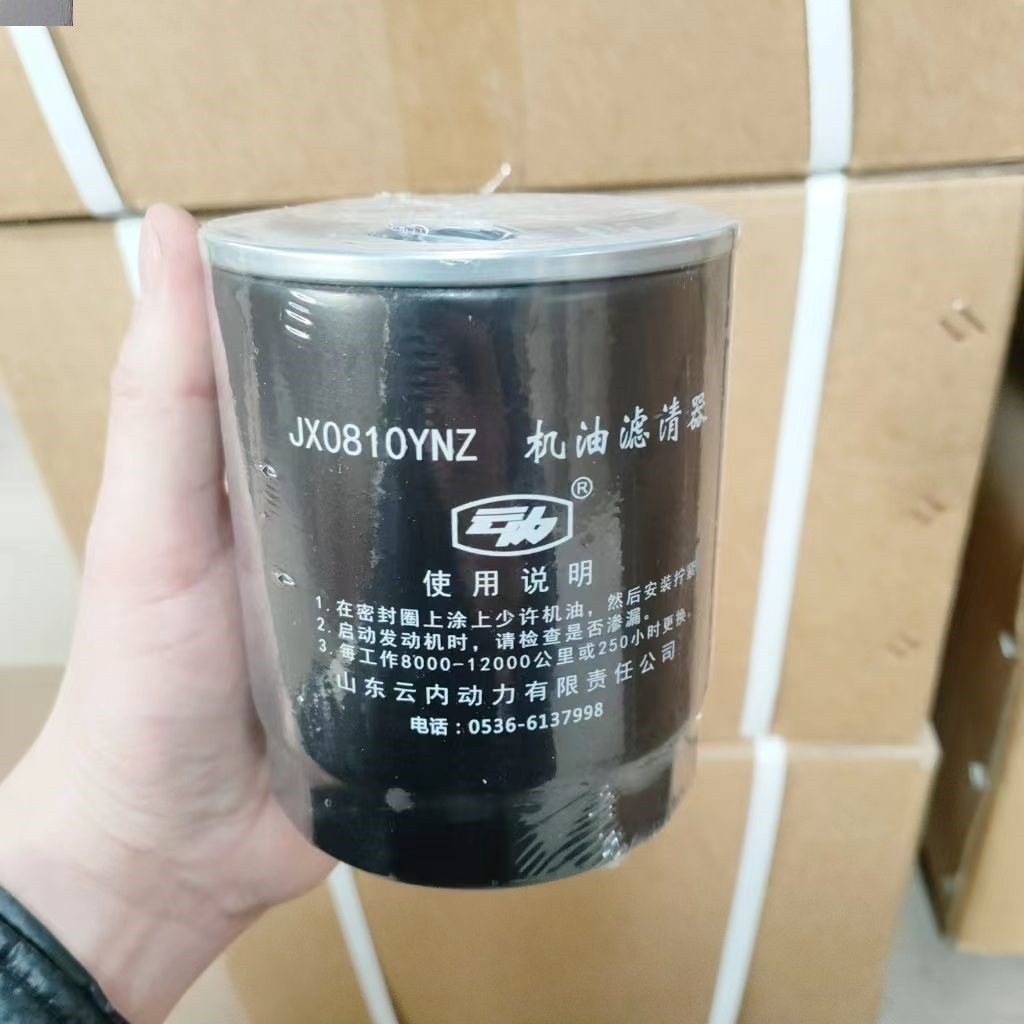 JX0810YNZ 机油滤清器
®
使用说明
1. 在密封圈上涂上少许机油，然后安装拧紧
2. 启动发动机时，请检查是否渗漏。
3. 每工作8000-12000公里或250小时更换。
山东云内动力有限责任公司
电话：0536-6137998